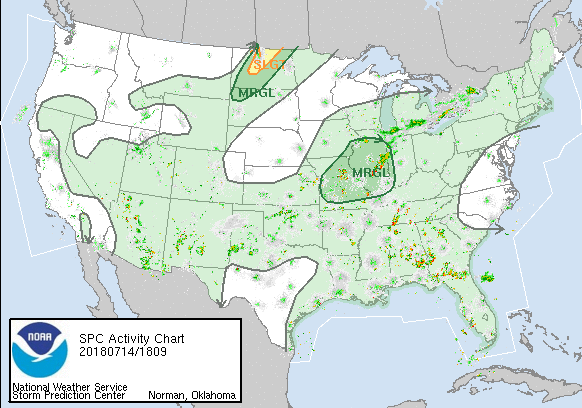 SLGT
MRGL
MRGL
NOAA
SPC Activity Chart
20180714/1809
National Weather Service
Storm Prediction Center Norman, Oklahoma